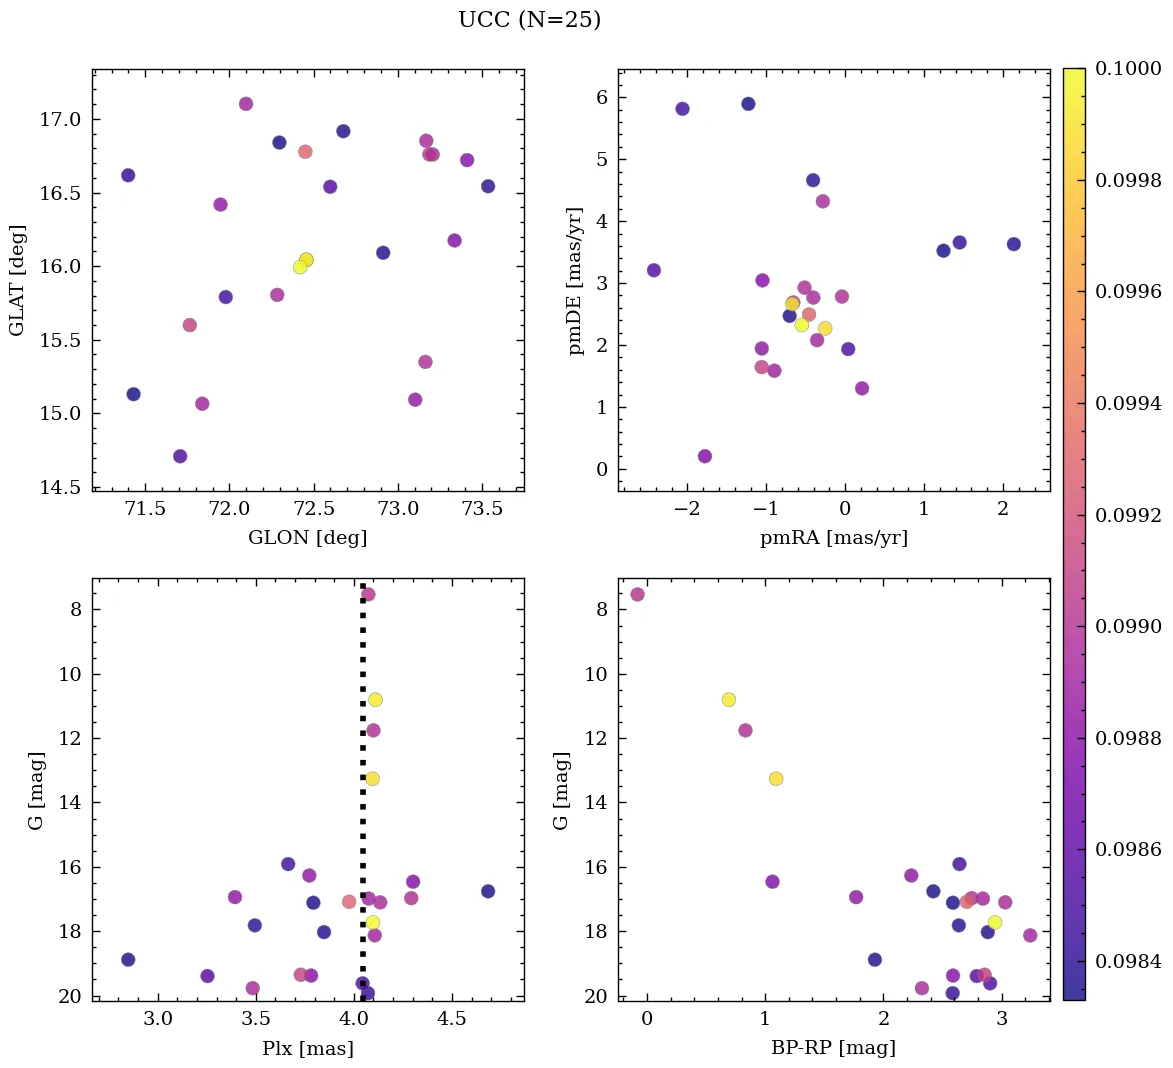 UCC (N=25)
17.0
16.5
16.0
15.5
15.0
14.5
GLAT [deg]
71.5 72.0 72.5 73.0 73.5
GLON [deg]
6
5
4
3
2
1
0
pmDE [mas/yr]
−2 −1 0 1 2
pmRA [mas/yr]
8
10
12
14
16
18
20
G [mag]
3.0 3.5 4.0 4.5
Plx [mas]
8
10
12
14
16
18
20
G [mag]
0 1 2 3
BP-RP [mag]
0.1000
0.0998
0.0996
0.0994
0.0992
0.0990
0.0988
0.0986
0.0984